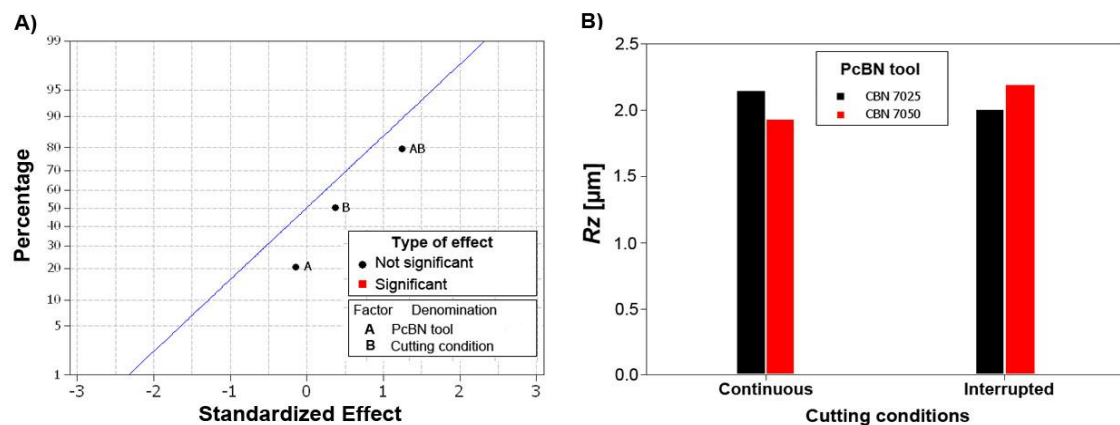 A)
99
95
90
80
70
60
50
40
30
20
10
5
1
Percentage
AB
B
A
Type of effect
Not significant
Significant
Factor Denomination
A PcBN tool
B Cutting condition
-3 -2 -1 0 1 2 3
Standardized Effect
B)
2.5
2.0
1.5
1.0
0.5
0.0
Rz [µm]
PcBN tool
CBN 7025
CBN 7050
Continuous Interrupted
Cutting conditions